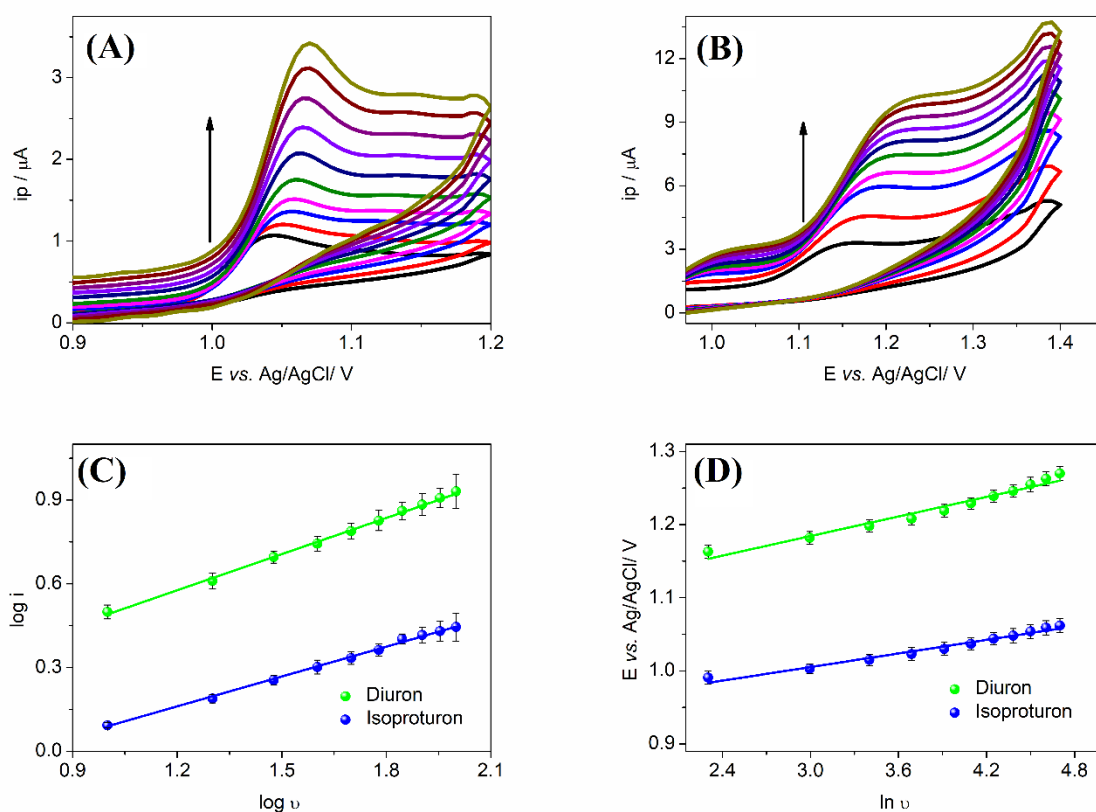 (A)
ip / µA
3
2
1
0
0.9 1.0 1.1 1.2
E vs. Ag/AgCl/ V
(B)
ip / µA
12
9
6
3
0
1.0 1.1 1.2 1.3 1.4
E vs. Ag/AgCl/ V
(C)
log i
0.9
0.6
0.3
0.0
Diuron
Isoproturon
0.9 1.2 1.5 1.8 2.1
log υ
(D)
E vs. Ag/AgCl/ V
1.3
1.2
1.1
1.0
0.9
Diuron
Isoproturon
2.4 3.0 3.6 4.2 4.8
ln υ